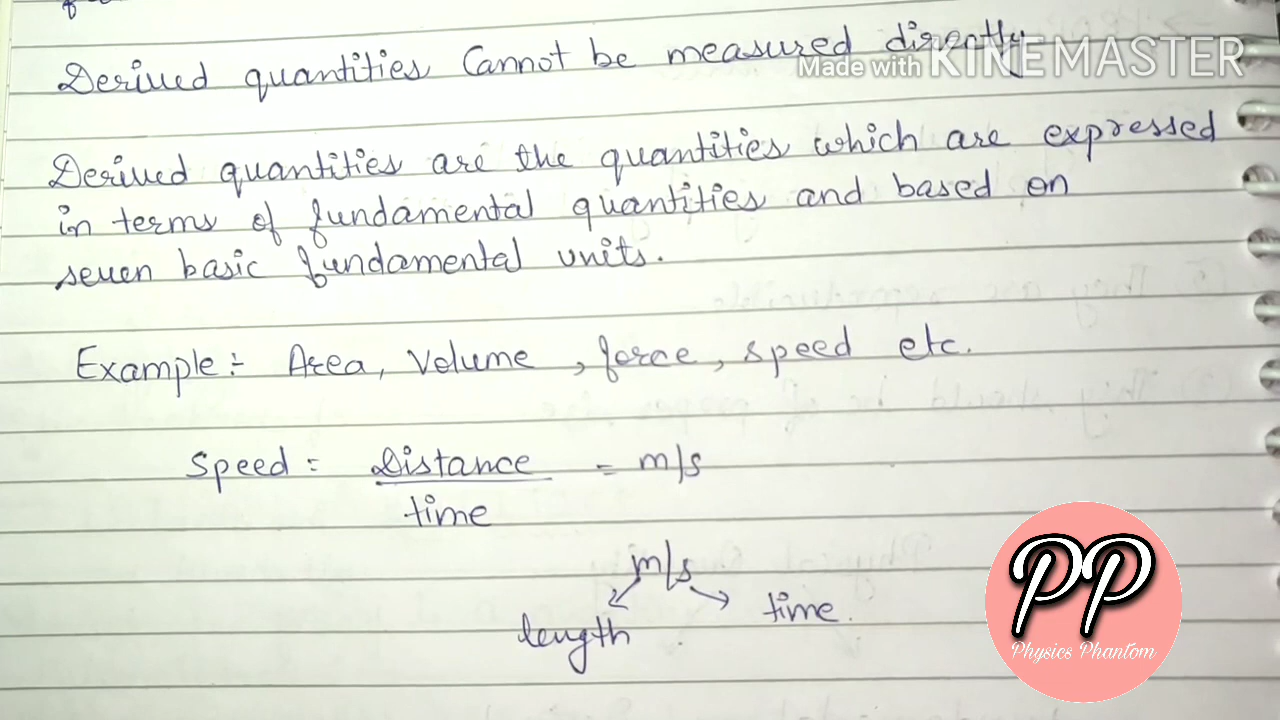 Derived quantities Cannot be measured directly
Made with KINEMASTER
Derived quantities are the quantities which are expressed
in terms of fundamental quantities and based on
seven basic fundamental units.
Example:- Area, Volume, force, speed etc.
Speed = Distance / time = m/s
m/s
length time.
PP
Physics Phantom